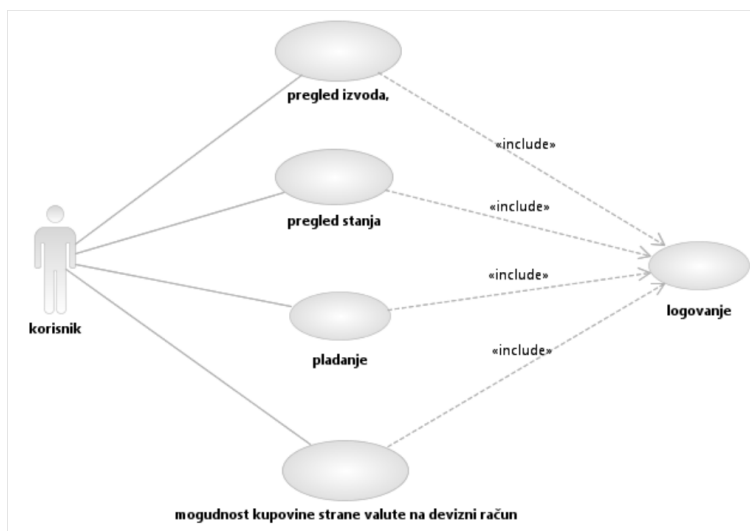 pregled izvoda,
«include»
pregled stanja
«include»
korisnik
«include»
logovanje
pladanje
«include»
mogudnost kupovine strane valute na devizni račun